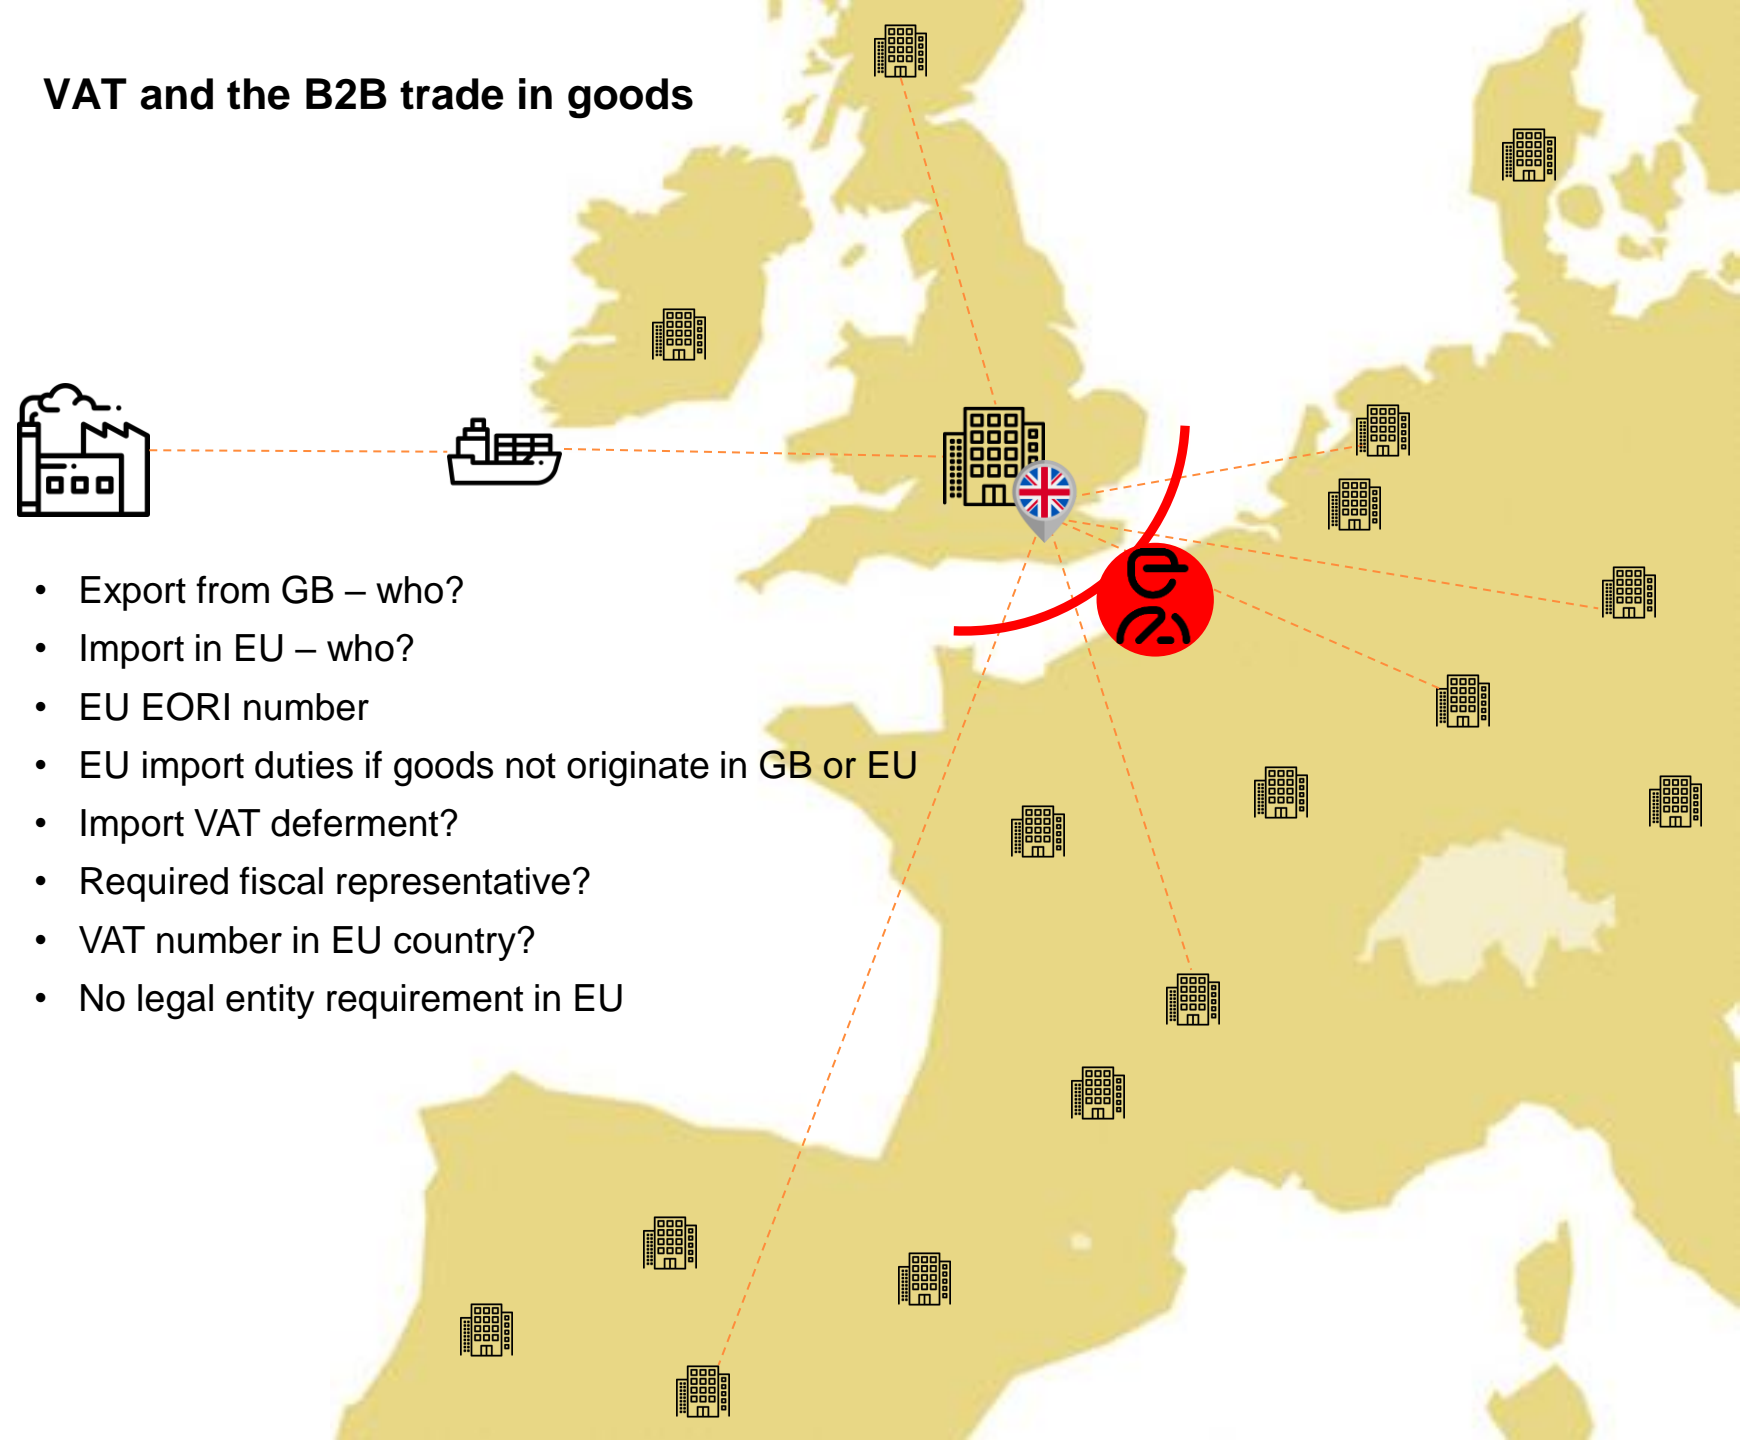 VAT and the B2B trade in goods
• Export from GB – who?
• Import in EU – who?
• EU EORI number
• EU import duties if goods not originate in GB or EU
• Import VAT deferment?
• Required fiscal representative?
• VAT number in EU country?
• No legal entity requirement in EU